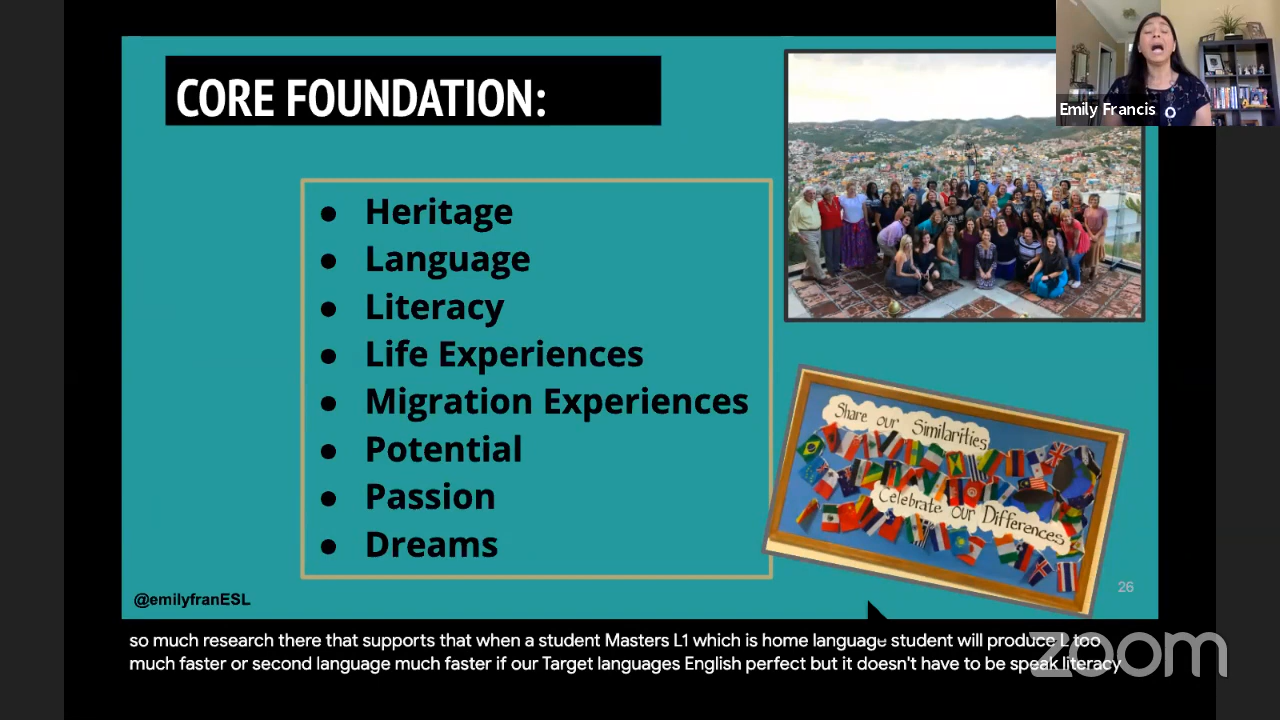 CORE FOUNDATION:
Emily Francis
Heritage
Language
Literacy
Life Experiences
Migration Experiences
Potential
Passion
Dreams
Share our Similarities
Celebrate our Differences
26
@emilyfranESL
so much research there that supports that when a student Masters L1 which is home language student will produce L too
much faster or second language much faster if our Target languages English perfect but it doesn't have to be speak literacy
zoom